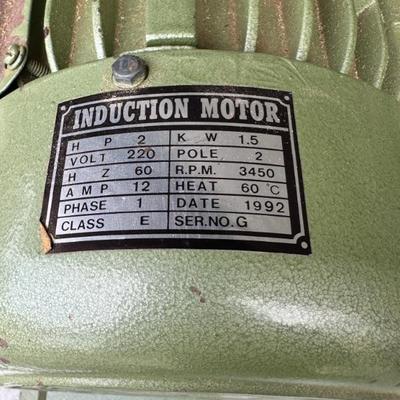 INDUCTION MOTOR
H P 2 K W 1.5
VOLT 220 POLE 2
H Z 60 R.P.M. 3450
AMP 12 HEAT 60°C
PHASE 1 DATE 1992
CLASS E SER.NO.G